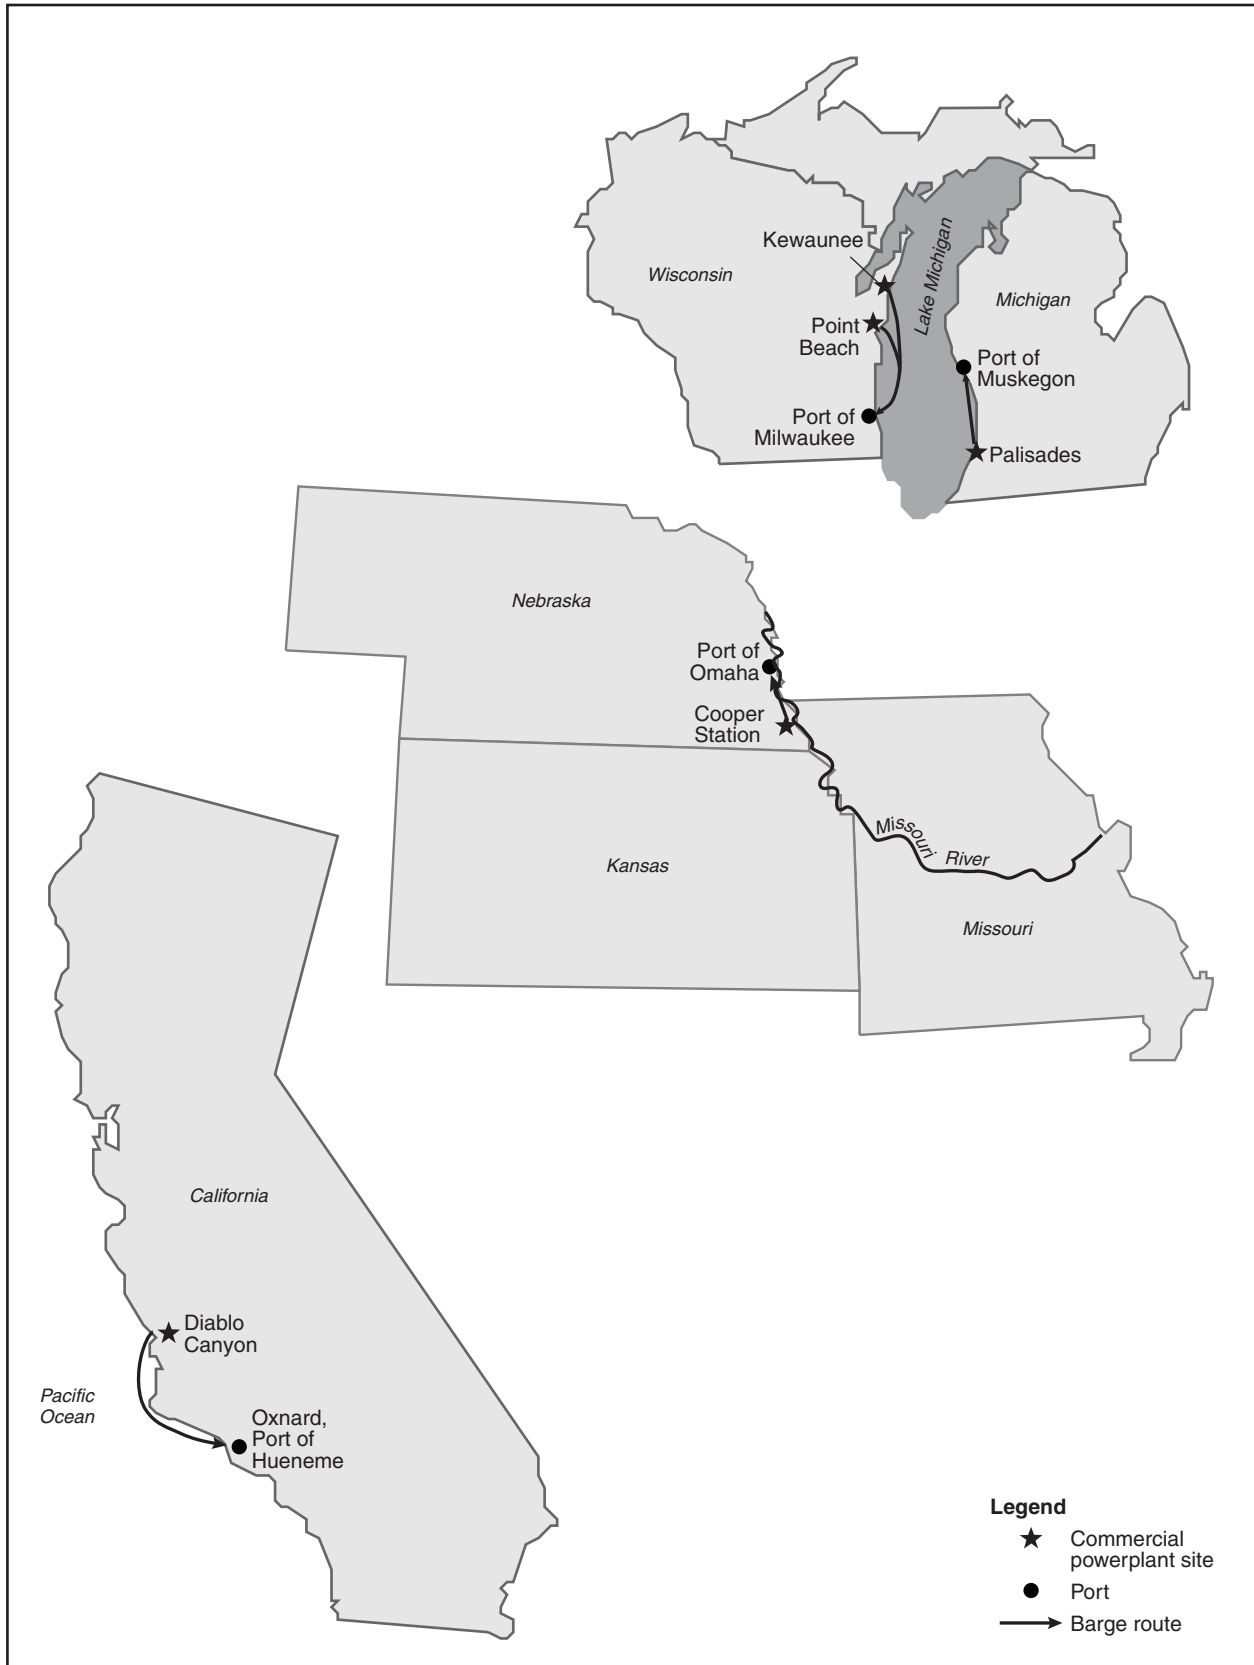 Kewaunee
Wisconsin
Lake Michigan
Michigan
Point
Beach
Port of
Muskegon
Port of
Milwaukee
Palisades
Nebraska
Port of
Omaha
Cooper
Station
Missouri
River
Kansas
Missouri
California
Diablo
Canyon
Pacific
Ocean
Oxnard,
Port of
Hueneme
Legend
Commercial
powerplant site
Port
Barge route